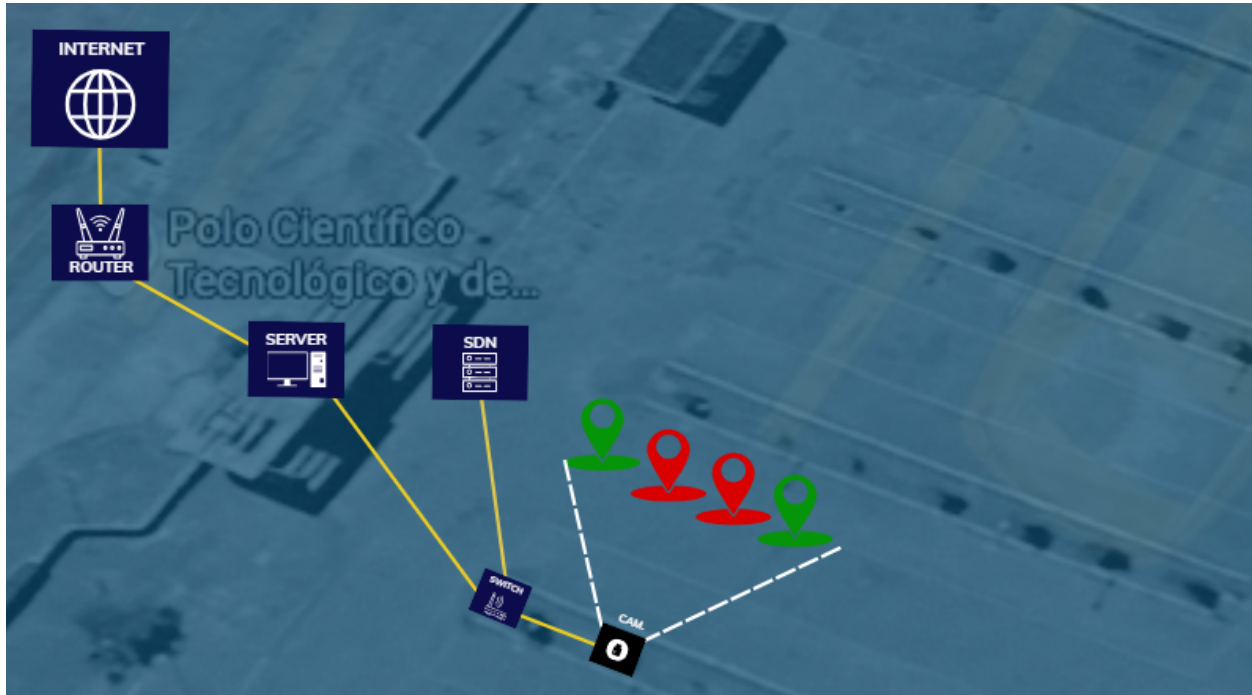 INTERNET
ROUTER
Polo Científico
Tecnológico y de...
SERVER
SDN
SWITCH
CAM.